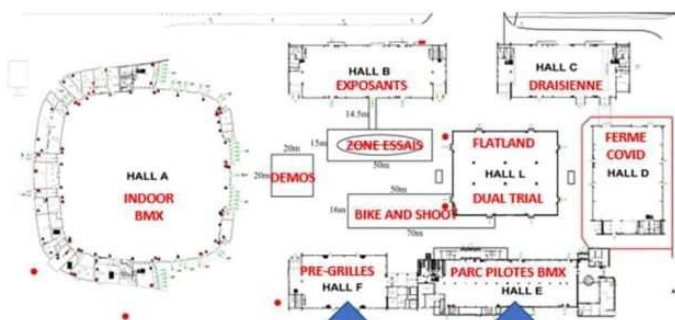 HALL B
EXPOSANTS
HALL C
DRAISIENNE
14.5m
15m
ZONE ESSAIS
50m
20m
20m
DEMOS
HALL A
INDOOR
BMX
FLATLAND
HALL L
DUAL TRIAL
FERME
COVID
HALL D
50m
16m
BIKE AND SHOOT
70m
PRE-GRILLES
HALL F
PARC PILOTES BMX
HALL E